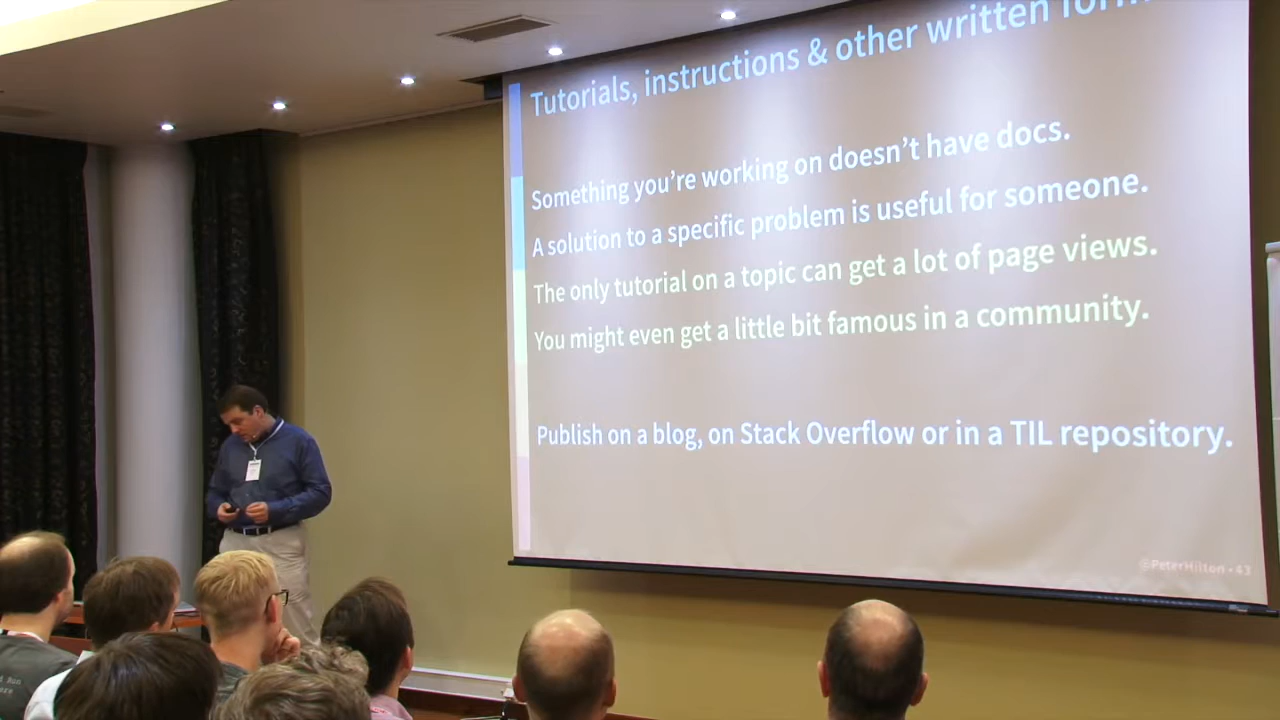 Tutorials, instructions & other written
Something you're working on doesn't have docs.
A solution to a specific problem is useful for someone.
The only tutorial on a topic can get a lot of page views.
You might even get a little bit famous in a community.
Publish on a blog, on Stack Overflow or in a TIL repository.
@PeterHilton • 43